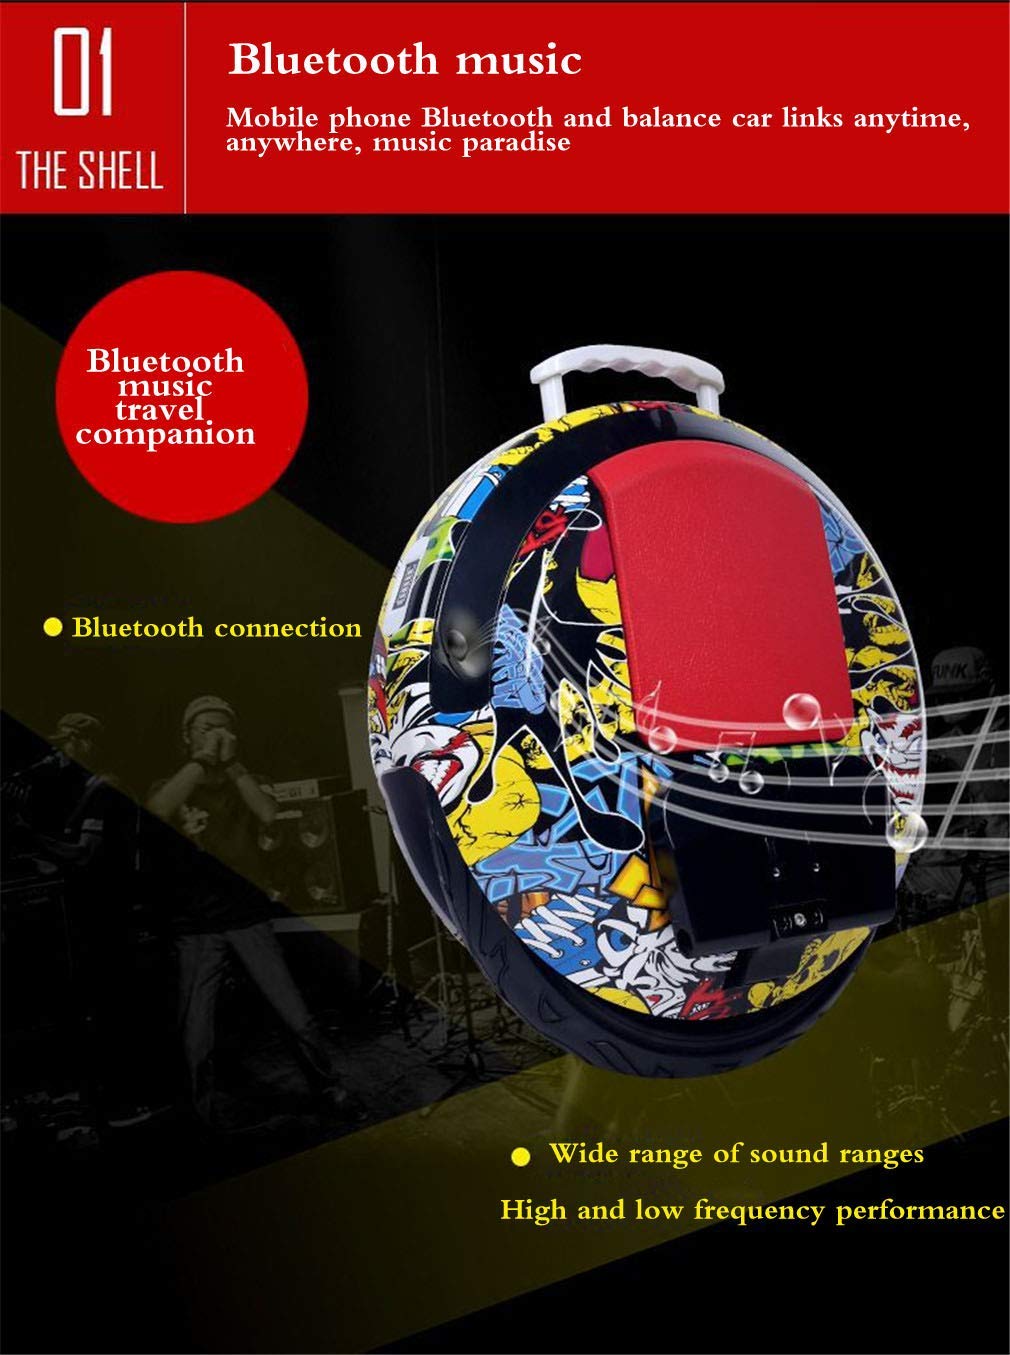 01
THE SHELL
Bluetooth music
Mobile phone Bluetooth and balance car links anytime,
anywhere, music paradise
Bluetooth
music
travel
companion
Bluetooth connection
Wide range of sound ranges
High and low frequency performance